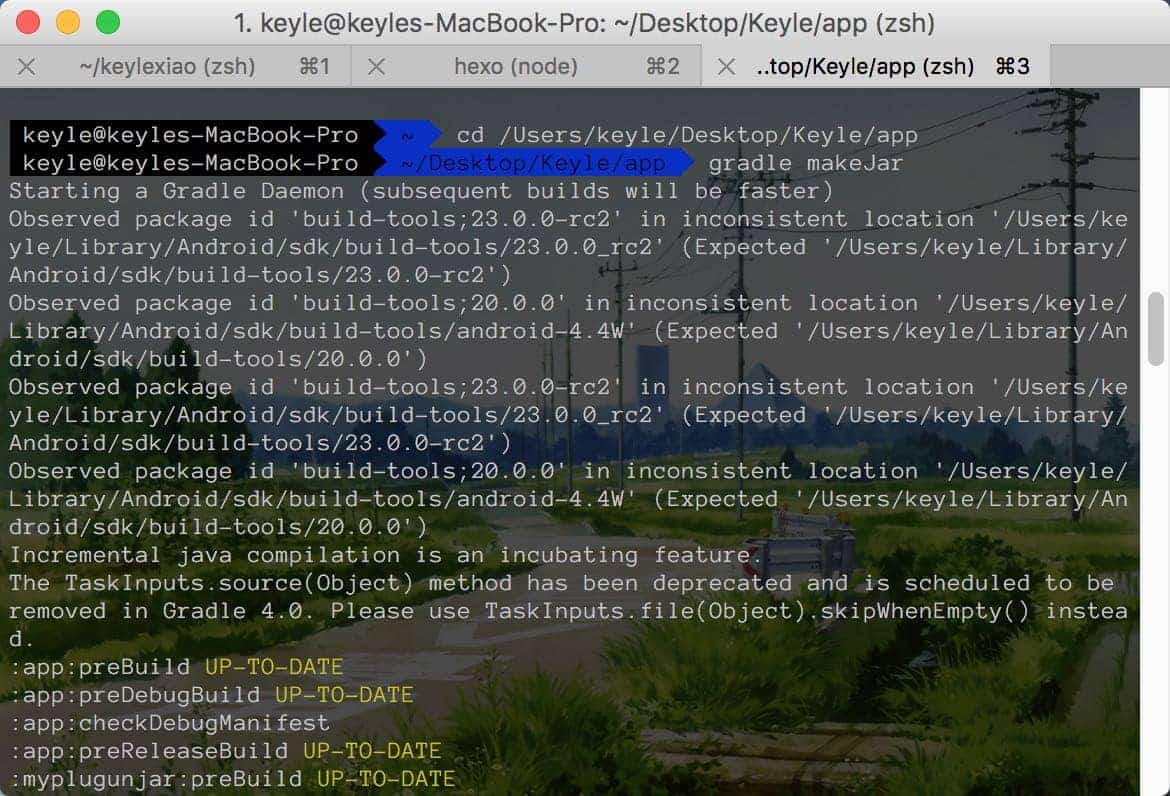 1. keyle@keyles-MacBook-Pro: ~/Desktop/Keyle/app (zsh)
~/keylexiao (zsh) ⌘1 hexo (node) ⌘2 ..top/Keyle/app (zsh) ⌘3
keyle@keyles-MacBook-Pro ~ cd /Users/keyle/Desktop/Keyle/app
keyle@keyles-MacBook-Pro ~/Desktop/Keyle/app gradle makeJar
Starting a Gradle Daemon (subsequent builds will be faster)
Observed package id 'build-tools;23.0.0-rc2' in inconsistent location '/Users/ke
yle/Library/Android/sdk/build-tools/23.0.0_rc2' (Expected '/Users/keyle/Library/
Android/sdk/build-tools/23.0.0-rc2')
Observed package id 'build-tools;20.0.0' in inconsistent location '/Users/keyle/
Library/Android/sdk/build-tools/android-4.4W' (Expected '/Users/keyle/Library/An
droid/sdk/build-tools/20.0.0')
Observed package id 'build-tools;23.0.0-rc2' in inconsistent location '/Users/ke
yle/Library/Android/sdk/build-tools/23.0.0_rc2' (Expected '/Users/keyle/Library/
Android/sdk/build-tools/23.0.0-rc2')
Observed package id 'build-tools;20.0.0' in inconsistent location '/Users/keyle/
Library/Android/sdk/build-tools/android-4.4W' (Expected '/Users/keyle/Library/An
droid/sdk/build-tools/20.0.0')
Incremental java compilation is an incubating feature.
The TaskInputs.source(Object) method has been deprecated and is scheduled to be
removed in Gradle 4.0. Please use TaskInputs.file(Object).skipWhenEmpty() instea
d.
:app:preBuild UP-TO-DATE
:app:preDebugBuild UP-TO-DATE
:app:checkDebugManifest
:app:preReleaseBuild UP-TO-DATE
:myplugunjar:preBuild UP-TO-DATE